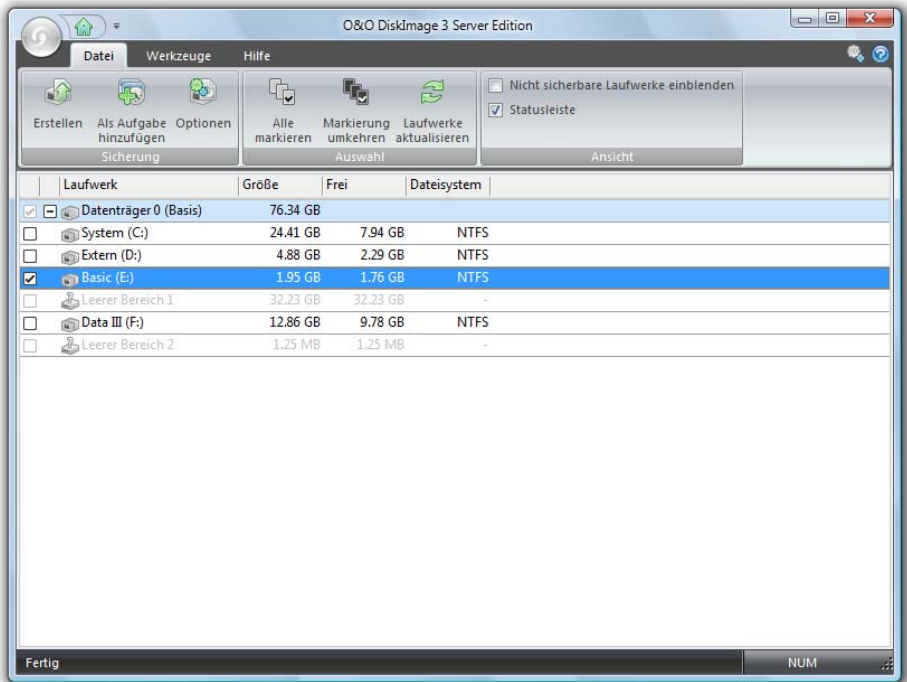 O&O DiskImage 3 Server Edition
Datei Werkzeuge Hilfe
Nicht sicherbare Laufwerke einblenden
Statusleiste
Erstellen Als Aufgabe hinzufügen Optionen Alle markieren Markierung umkehren Laufwerke aktualisieren
Sicherung Auswahl Ansicht
Laufwerk Größe Frei Dateisystem
Datenträger 0 (Basis) 76.34 GB
System (C:) 24.41 GB 7.94 GB NTFS
Extern (D:) 4.88 GB 2.29 GB NTFS
Basic (E:) 1.95 GB 1.76 GB NTFS
Leerer Bereich 1 32.23 GB 32.23 GB -
Data III (F:) 12.86 GB 9.78 GB NTFS
Leerer Bereich 2 1.25 MB 1.25 MB -
Fertig NUM